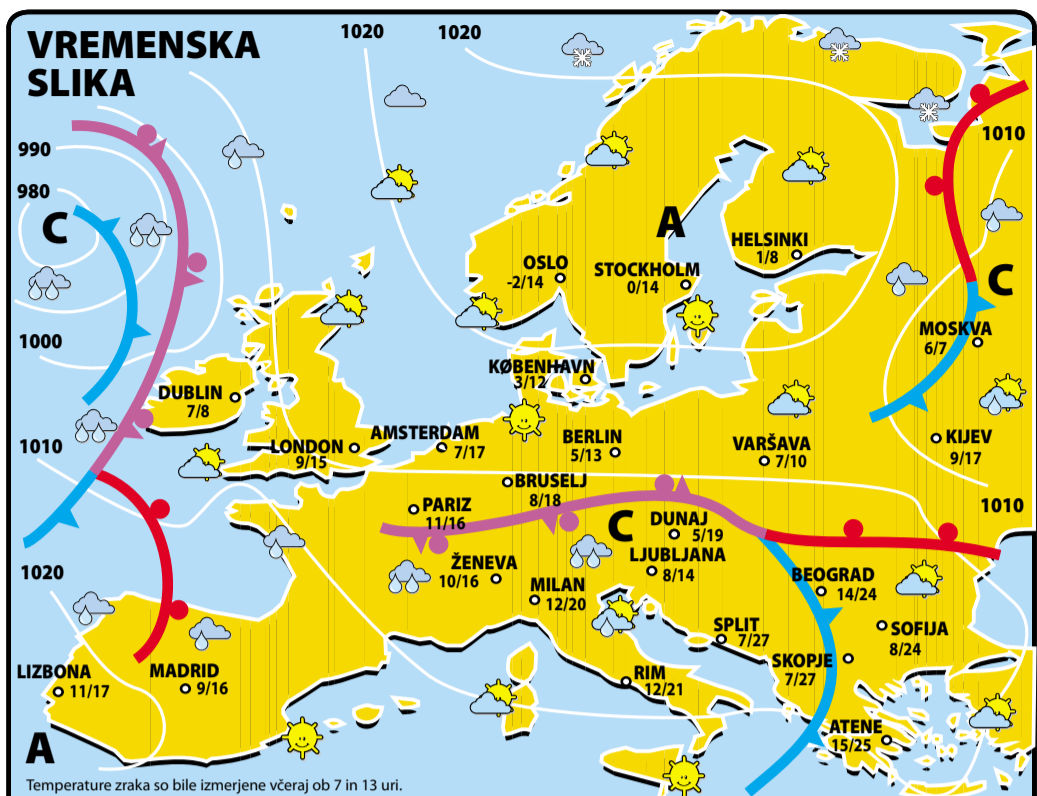 VREMENSKA
SLIKA
1020
1020
990
980
C
1000
1010
1020
1010
C
1010
A
HELSINKI
1/8
OSLO
-2/14
STOCKHOLM
0/14
MOSKVA
6/7
KØBENHAVN
3/12
DUBLIN
7/8
LONDON
9/15
AMSTERDAM
7/17
BERLIN
5/13
VARŠAVA
7/10
KIJEV
9/17
BRUSELJ
8/18
PARIZ
11/16
C
DUNAJ
5/19
LJUBLJANA
8/14
ŽENEVA
10/16
MILAN
12/20
BEOGRAD
14/24
SPLIT
7/27
SOFIJA
8/24
SKOPJE
7/27
LIZBONA
11/17
MADRID
9/16
RIM
12/21
ATENE
15/25
A
Temperature zraka so bile izmerjene včeraj ob 7 in 13 uri.